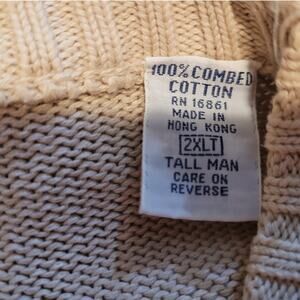 100% COMBED
COTTON
RN 16861
MADE IN
HONG KONG
2XLT
TALL MAN
CARE ON
REVERSE